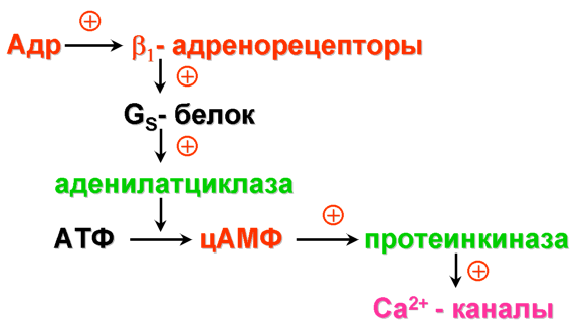 Адр β₁- адренорецепторы
Gₛ- белок
аденилатциклаза
АТФ цАМФ протеинкиназа
Ca²⁺ - каналы